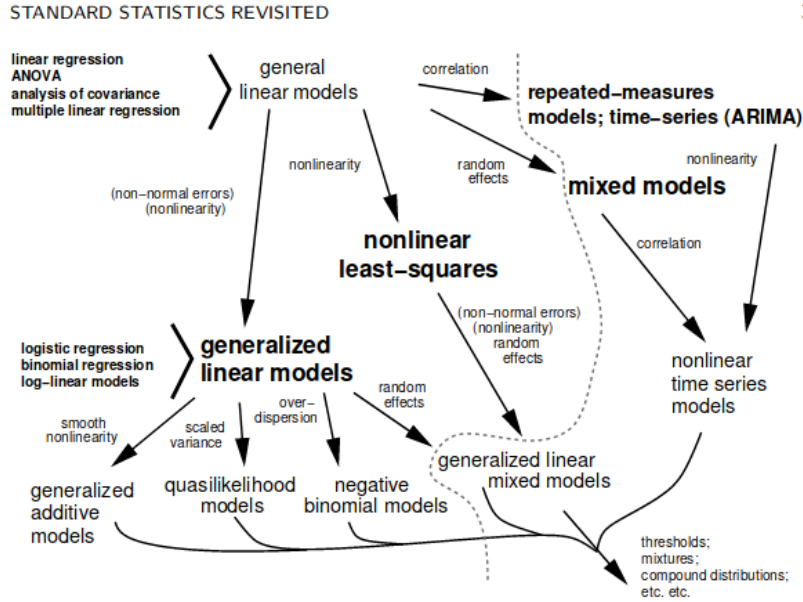 STANDARD STATISTICS REVISITED
linear regression
ANOVA
analysis of covariance
multiple linear regression
general
linear models
correlation
repeated−measures
models; time−series (ARIMA)
nonlinearity
random
effects
nonlinearity
mixed models
(non−normal errors)
(nonlinearity)
nonlinear
least−squares
correlation
(non−normal errors)
(nonlinearity)
random
effects
logistic regression
binomial regression
log−linear models
generalized
linear models
nonlinear
time series
models
random
effects
over−
dispersion
smooth
nonlinearity
scaled
variance
generalized linear
mixed models
generalized
additive
models
quasilikelihood
models
negative
binomial models
thresholds;
mixtures;
compound distributions;
etc. etc.